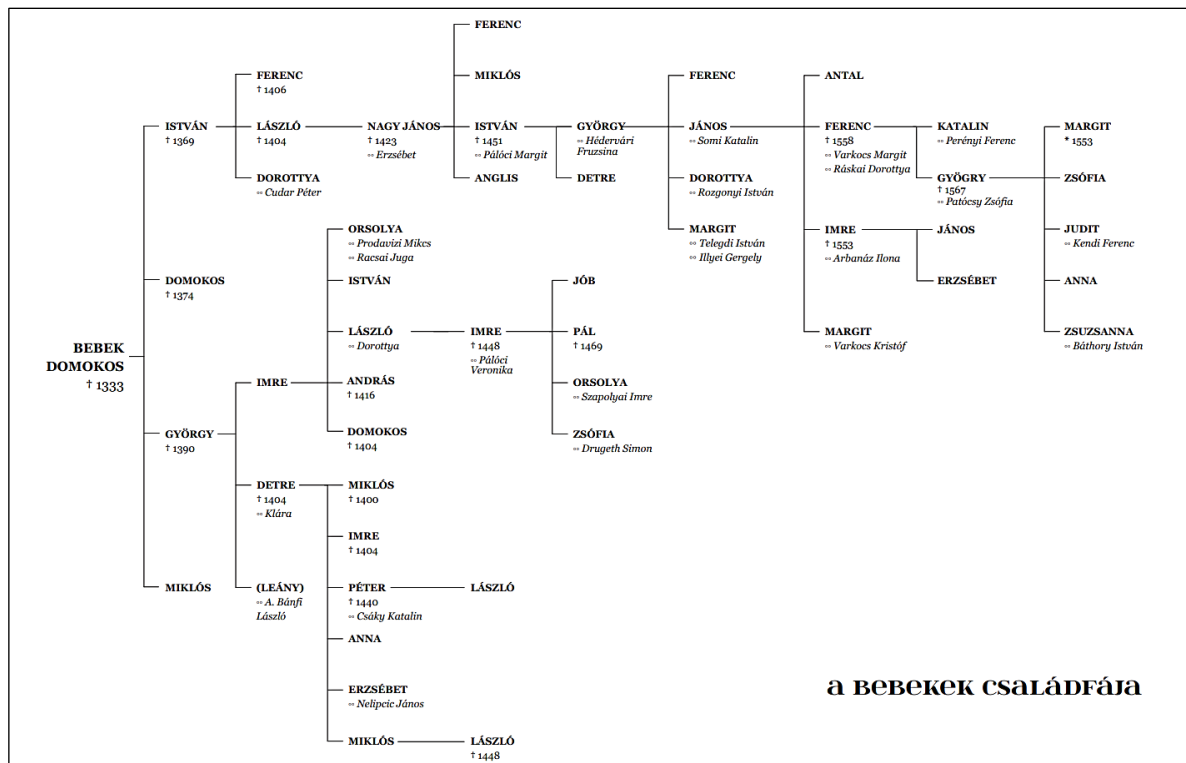 BEBEK
DOMOKOS
† 1333
ISTVÁN
† 1369
DOMOKOS
† 1374
GYÖRGY
† 1390
MIKLÓS
FERENC
† 1406
LÁSZLÓ
† 1404
DOROTTYA
∞ Cudar Péter
IMRE
DETRE
† 1404
∞ Klára
(LEÁNY)
∞ A. Bánfi
László
NAGY JÁNOS
† 1423
∞ Erzsébet
ORSOLYA
∞ Prodavizi Mikcs
∞ Racsai Juga
ISTVÁN
LÁSZLÓ
∞ Dorottya
ANDRÁS
† 1416
DOMOKOS
† 1404
MIKLÓS
† 1400
IMRE
† 1404
PÉTER
† 1440
∞ Csáky Katalin
ANNA
ERZSÉBET
∞ Nelipcic János
MIKLÓS
FERENC
MIKLÓS
ISTVÁN
† 1451
∞ Pálóci Margit
ANGLIS
IMRE
† 1448
∞ Pálóci
Veronika
LÁSZLÓ
LÁSZLÓ
† 1448
GYÖRGY
∞ Hédervári
Fruzsina
DETRE
JÓB
PÁL
† 1469
ORSOLYA
∞ Szapolyai Imre
ZSÓFIA
∞ Drugeth Simon
FERENC
JÁNOS
∞ Somi Katalin
DOROTTYA
∞ Rozgonyi István
MARGIT
∞ Telegdi István
∞ Illyei Gergely
ANTAL
FERENC
† 1558
∞ Varkocs Margit
∞ Ráskai Dorottya
IMRE
† 1553
∞ Arbanáz Ilona
MARGIT
∞ Varkocs Kristóf
KATALIN
∞ Perényi Ferenc
GYÖGRY
† 1567
∞ Patócsy Zsófia
JÁNOS
ERZSÉBET
MARGIT
* 1553
ZSÓFIA
JUDIT
∞ Kendi Ferenc
ANNA
ZSUZSANNA
∞ Báthory István
A BEBEKEK CSALÁDFÁJA